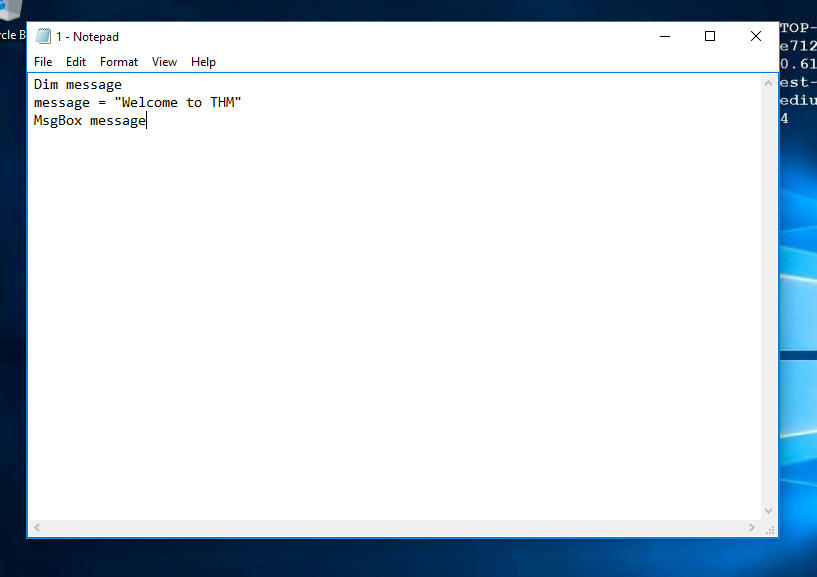 cle B
1 - Notepad
File Edit Format View Help
Dim message
message = "Welcome to THM"
MsgBox message
TOP-
e712
0.61
est-
ediu
4